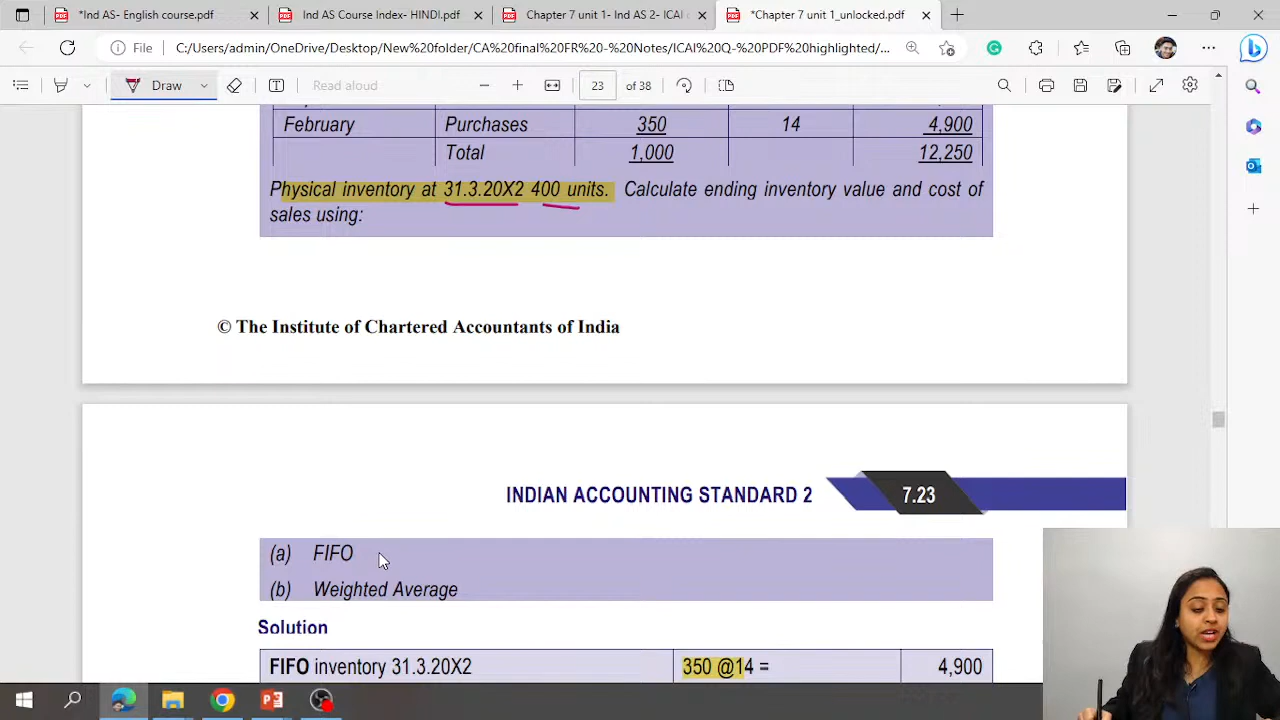 *Ind AS- English course.pdf
Ind AS Course Index- HINDI.pdf
Chapter 7 unit 1- Ind AS 2- ICAI
*Chapter 7 unit 1_unlocked.pdf
File
C:/Users/admin/OneDrive/Desktop/New%20folder/CA%20final%20FR%20-%20Notes/ICAI%20Q-%20PDF%20highlighted/...
Draw
Read aloud
23
of 38
February Purchases 350 14 4,900
Total 1,000 12,250
Physical inventory at 31.3.20X2 400 units. Calculate ending inventory value and cost of
sales using:
© The Institute of Chartered Accountants of India
INDIAN ACCOUNTING STANDARD 2
7.23
(a) FIFO
(b) Weighted Average
Solution
FIFO inventory 31.3.20X2 350 @14 = 4,900